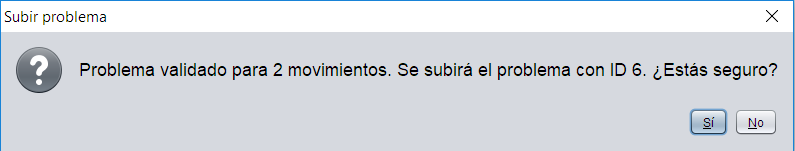 Subir problema
Problema validado para 2 movimientos. Se subirá el problema con ID 6. ¿Estás seguro?
Sí No